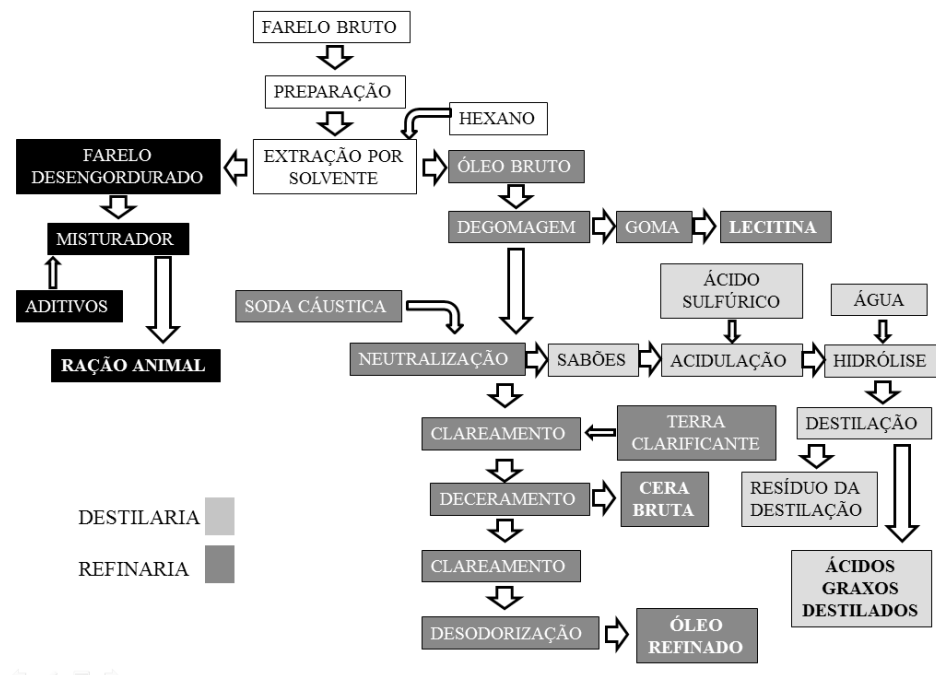 FARELO BRUTO
PREPARAÇÃO
HEXANO
FARELO
DESENGORDURADO
EXTRAÇÃO POR
SOLVENTE
ÓLEO BRUTO
MISTURADOR
DEGOMAGEM
GOMA
LECITINA
ADITIVOS
SODA CÁUSTICA
ÁCIDO
SULFÚRICO
ÁGUA
RAÇÃO ANIMAL
NEUTRALIZAÇÃO
SABÕES
ACIDULAÇÃO
HIDRÓLISE
CLAREAMENTO
TERRA
CLARIFICANTE
DESTILAÇÃO
DECERAMENTO
CERA
BRUTA
RESÍDUO DA
DESTILAÇÃO
DESTILARIA
REFINARIA
CLAREAMENTO
ÁCIDOS
GRAXOS
DESTILADOS
DESODORIZAÇÃO
ÓLEO
REFINADO